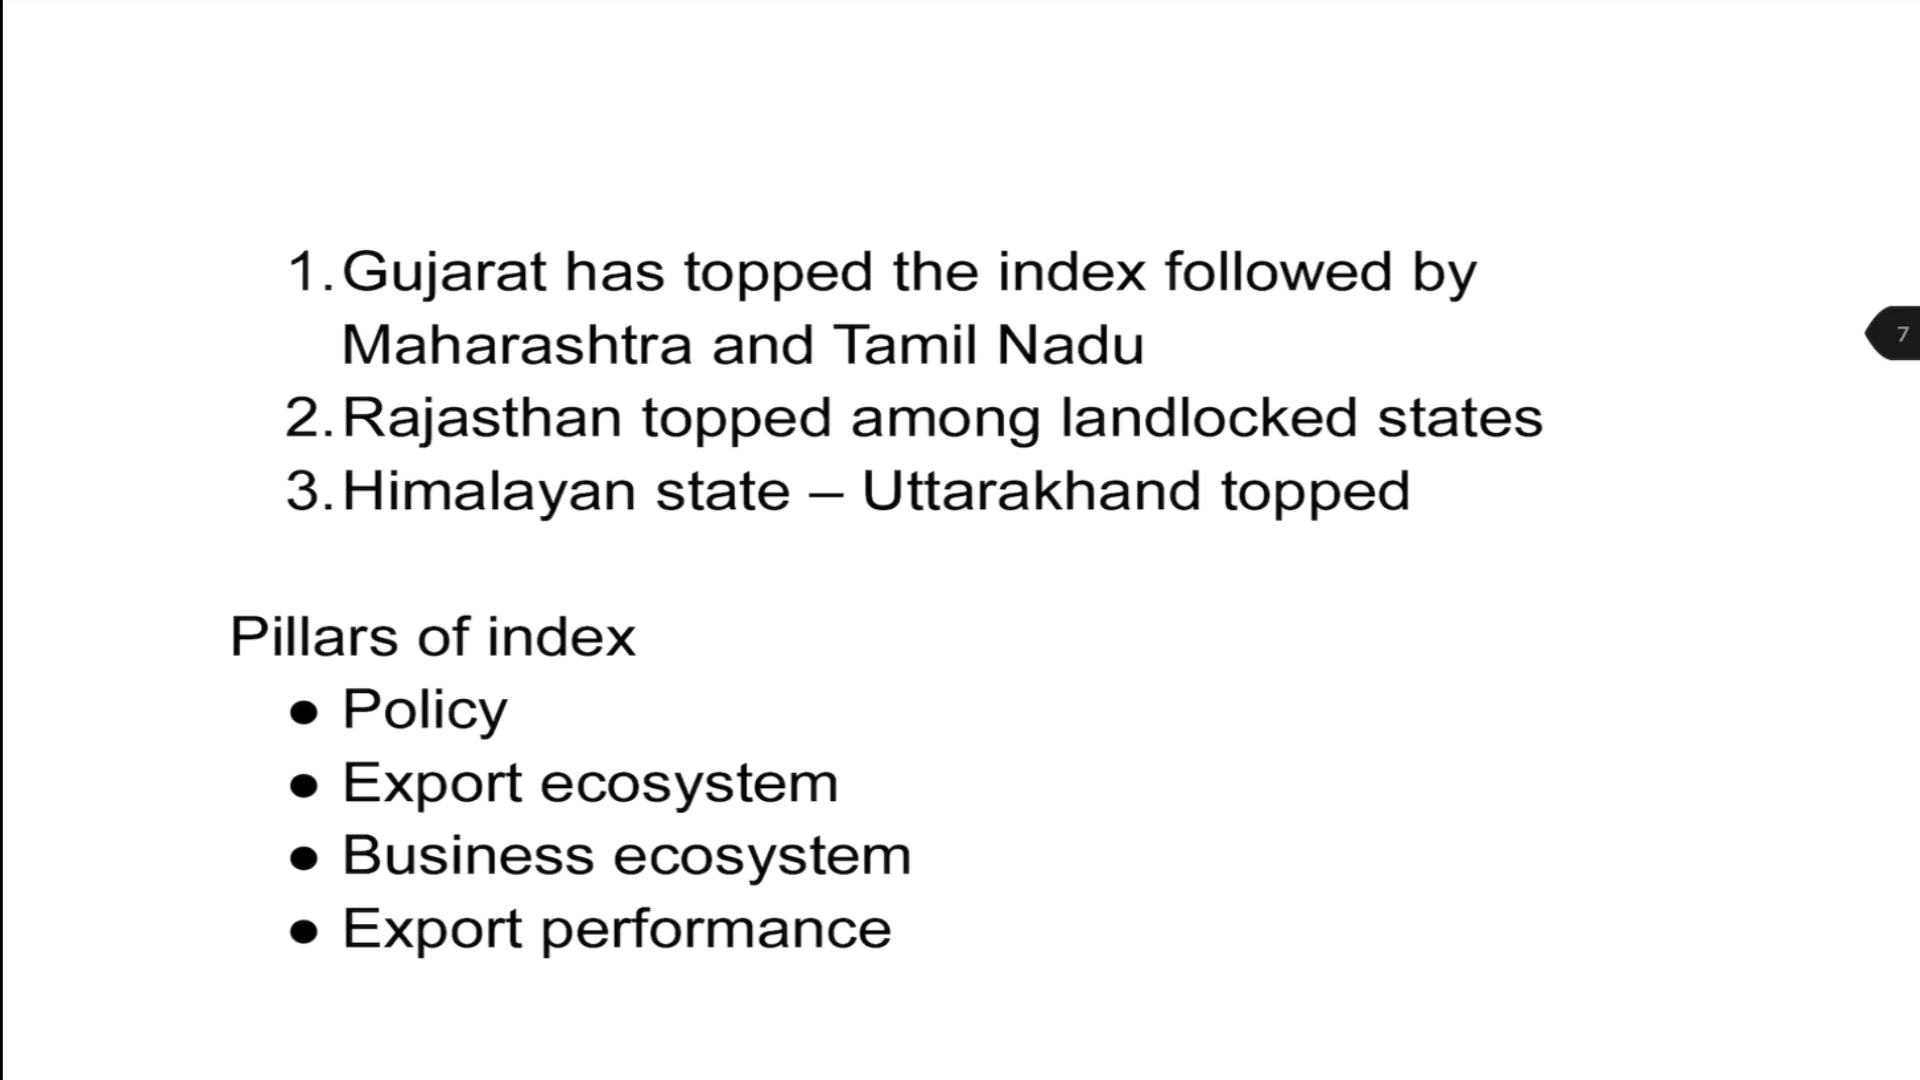 1. Gujarat has topped the index followed by
Maharashtra and Tamil Nadu
2. Rajasthan topped among landlocked states
3. Himalayan state – Uttarakhand topped
7
Pillars of index
● Policy
● Export ecosystem
● Business ecosystem
● Export performance